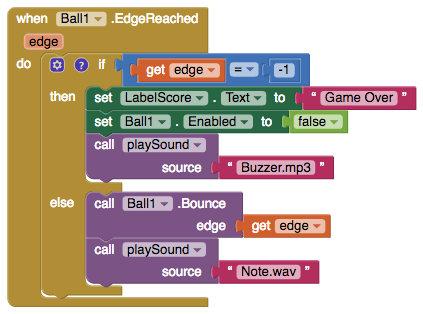 when Ball1 .EdgeReached
edge
do ? if get edge = -1
then set LabelScore . Text to " Game Over "
set Ball1 . Enabled to false
call playSound
source " Buzzer.mp3 "
else call Ball1 .Bounce
edge get edge
call playSound
source " Note.wav "